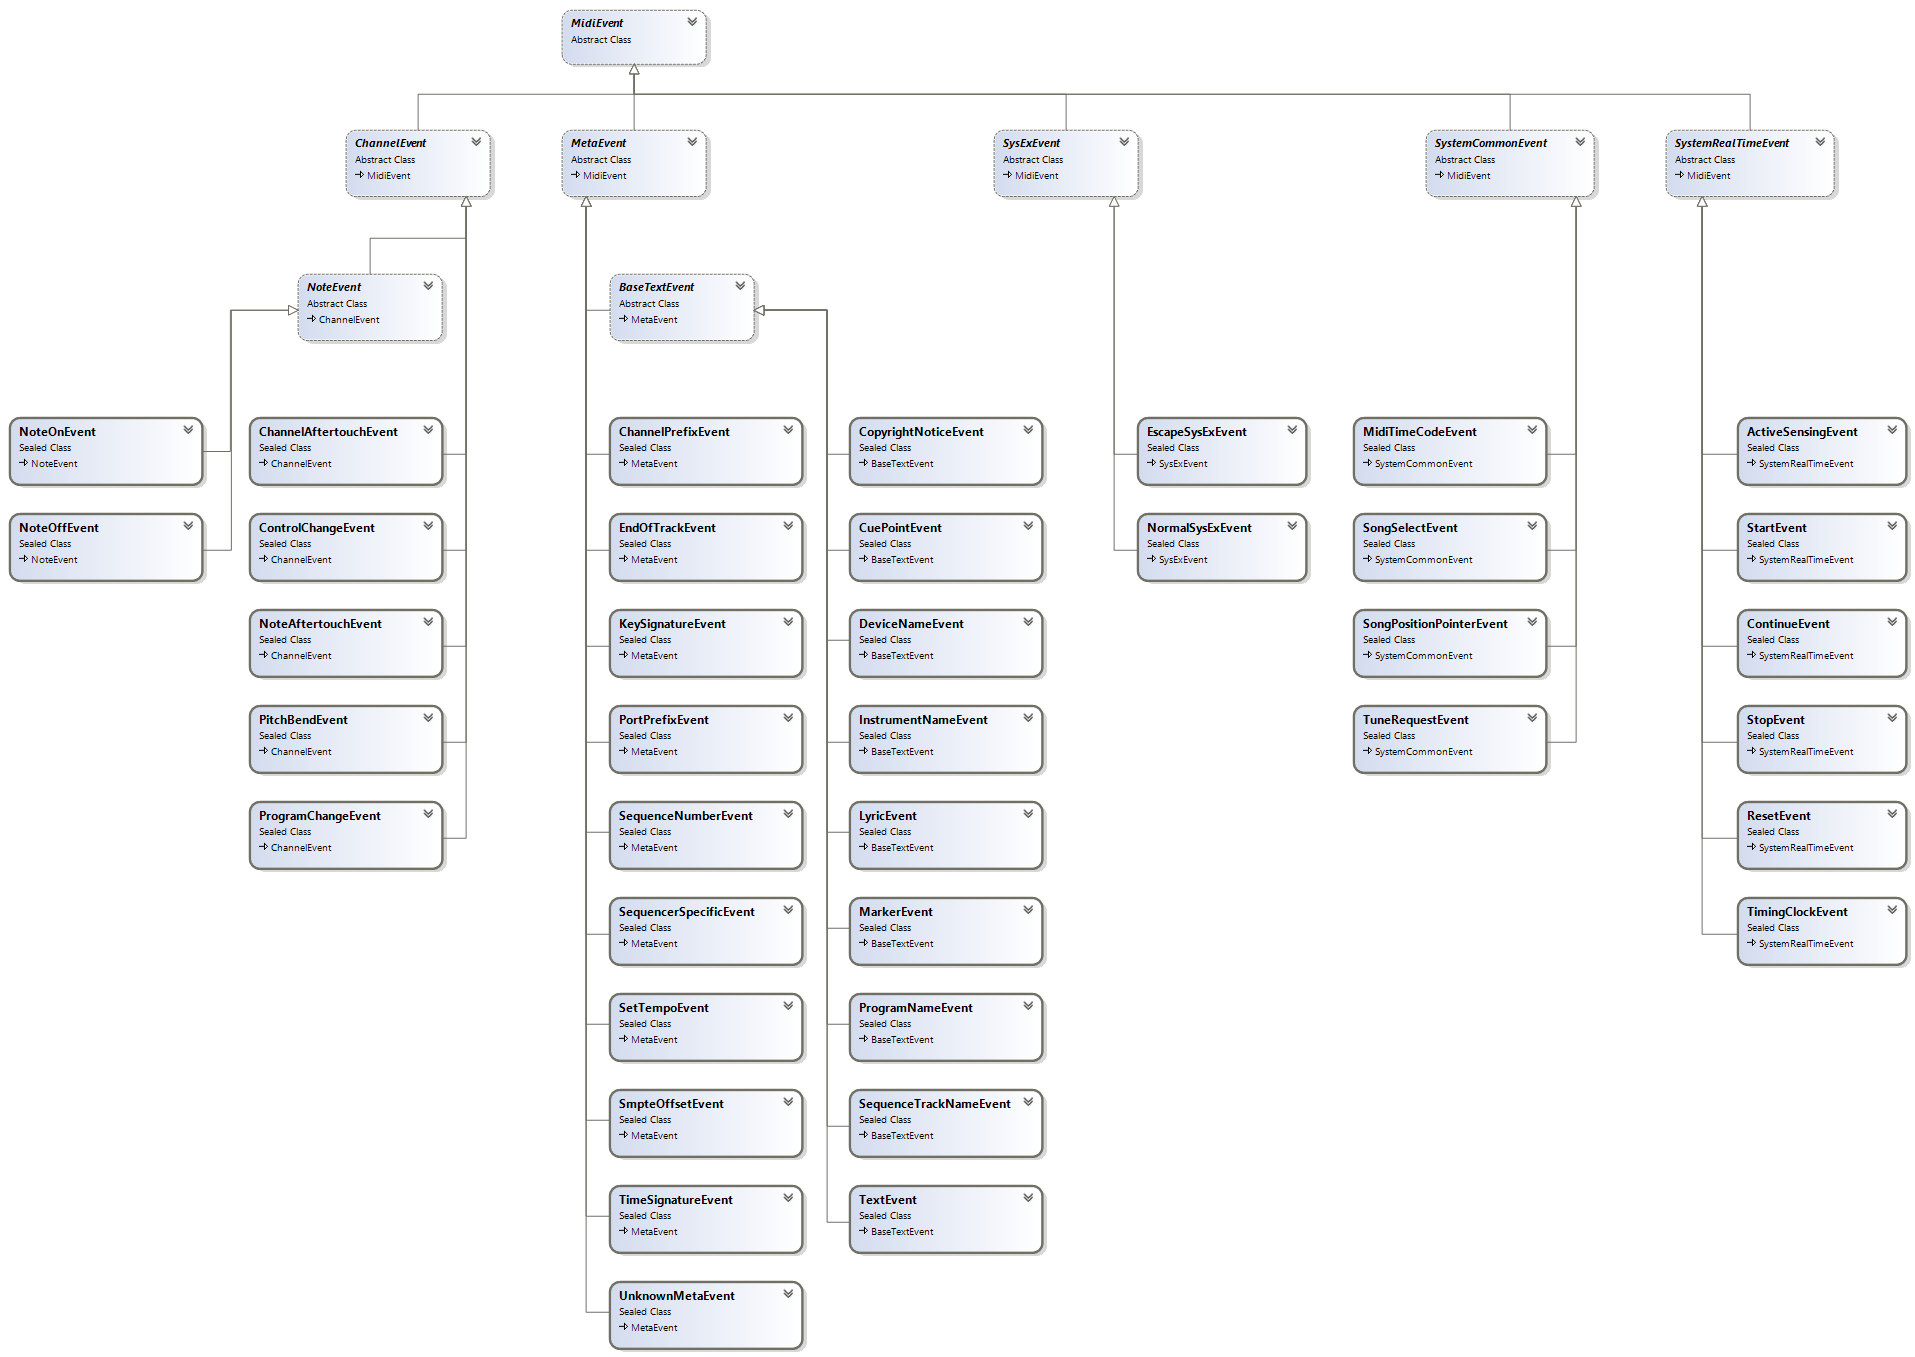 MidiEvent
Abstract Class
ChannelEvent
Abstract Class
MidiEvent
MetaEvent
Abstract Class
MidiEvent
SysExEvent
Abstract Class
MidiEvent
SystemCommonEvent
Abstract Class
MidiEvent
SystemRealTimeEvent
Abstract Class
MidiEvent
NoteEvent
Abstract Class
ChannelEvent
BaseTextEvent
Abstract Class
MetaEvent
NoteOnEvent
Sealed Class
NoteEvent
ChannelAftertouchEvent
Sealed Class
ChannelEvent
ChannelPrefixEvent
Sealed Class
MetaEvent
CopyrightNoticeEvent
Sealed Class
BaseTextEvent
EscapeSysExEvent
Sealed Class
SysExEvent
MidiTimeCodeEvent
Sealed Class
SystemCommonEvent
ActiveSensingEvent
Sealed Class
SystemRealTimeEvent
NoteOffEvent
Sealed Class
NoteEvent
ControlChangeEvent
Sealed Class
ChannelEvent
EndOfTrackEvent
Sealed Class
MetaEvent
CuePointEvent
Sealed Class
BaseTextEvent
NormalSysExEvent
Sealed Class
SysExEvent
SongSelectEvent
Sealed Class
SystemCommonEvent
StartEvent
Sealed Class
SystemRealTimeEvent
NoteAftertouchEvent
Sealed Class
ChannelEvent
KeySignatureEvent
Sealed Class
MetaEvent
DeviceNameEvent
Sealed Class
BaseTextEvent
SongPositionPointerEvent
Sealed Class
SystemCommonEvent
ContinueEvent
Sealed Class
SystemRealTimeEvent
PitchBendEvent
Sealed Class
ChannelEvent
PortPrefixEvent
Sealed Class
MetaEvent
InstrumentNameEvent
Sealed Class
BaseTextEvent
TuneRequestEvent
Sealed Class
SystemCommonEvent
StopEvent
Sealed Class
SystemRealTimeEvent
ProgramChangeEvent
Sealed Class
ChannelEvent
SequenceNumberEvent
Sealed Class
MetaEvent
LyricEvent
Sealed Class
BaseTextEvent
ResetEvent
Sealed Class
SystemRealTimeEvent
SequencerSpecificEvent
Sealed Class
MetaEvent
MarkerEvent
Sealed Class
BaseTextEvent
TimingClockEvent
Sealed Class
SystemRealTimeEvent
SetTempoEvent
Sealed Class
MetaEvent
ProgramNameEvent
Sealed Class
BaseTextEvent
SmpteOffsetEvent
Sealed Class
MetaEvent
SequenceTrackNameEvent
Sealed Class
BaseTextEvent
TimeSignatureEvent
Sealed Class
MetaEvent
TextEvent
Sealed Class
BaseTextEvent
UnknownMetaEvent
Sealed Class
MetaEvent